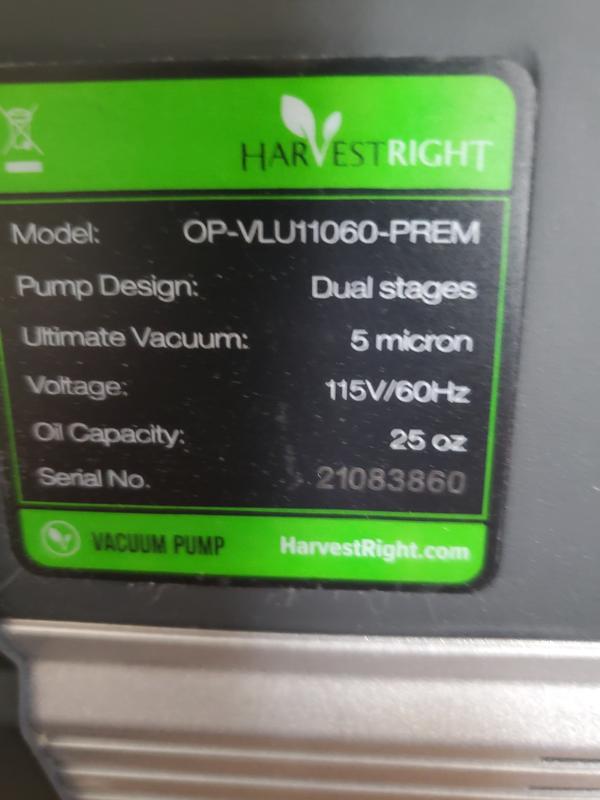 HARVESTRIGHT
Model: OP-VLU11060-PREM
Pump Design: Dual stages
Ultimate Vacuum: 5 micron
Voltage: 115V/60Hz
Oil Capacity: 25 oz
Serial No. 21083860
VACUUM PUMP HarvestRight.com